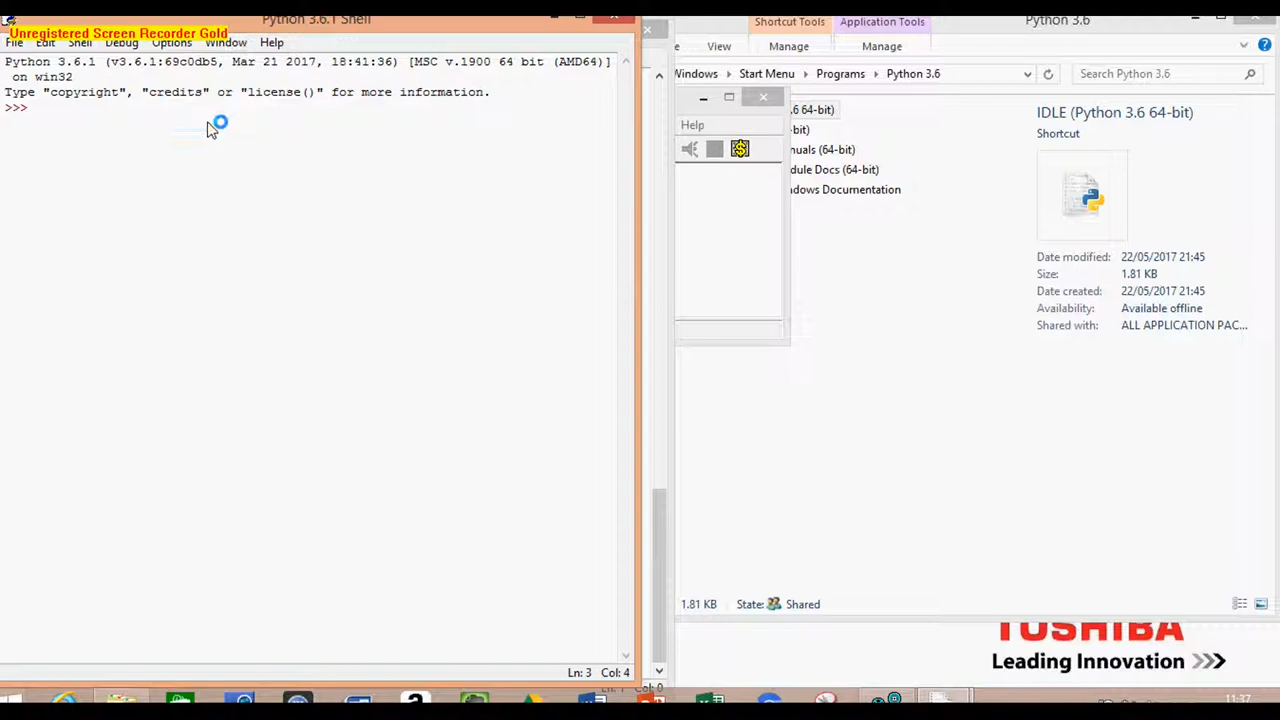 Python 3.6.1 Shell
Unregistered Screen Recorder Gold
File Edit Shell Debug Options Window Help
Python 3.6.1 (v3.6.1:69c0db5, Mar 21 2017, 18:41:36) [MSC v.1900 64 bit (AMD64)]
on win32
Type "copyright", "credits" or "license()" for more information.
>>>
Ln: 3 Col: 4
Col: 0
Shortcut Tools Application Tools Python 3.6
View Manage Manage
Windows Start Menu Programs Python 3.6 Search Python 3.6
.6 64-bit)
-bit)
nuals (64-bit)
dule Docs (64-bit)
ndows Documentation
Help
IDLE (Python 3.6 64-bit)
Shortcut
Date modified: 22/05/2017 21:45
Size: 1.81 KB
Date created: 22/05/2017 21:45
Availability: Available offline
Shared with: ALL APPLICATION PAC...
1.81 KB State: Shared
TOSHIBA
Leading Innovation >>>
11:37